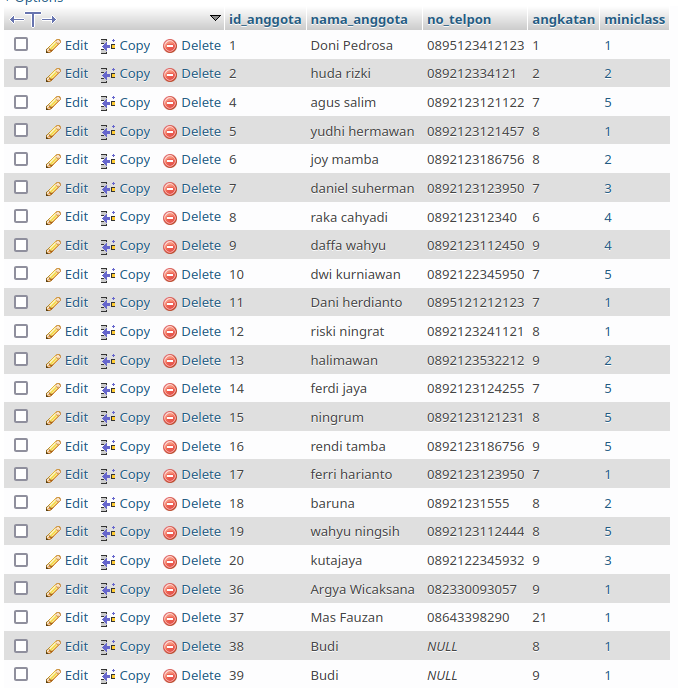 Options
id_anggota nama_anggota no_telpon angkatan miniclass
Edit Copy Delete 1 Doni Pedrosa 0895123412123 1 1
Edit Copy Delete 2 huda rizki 089212334121 2 2
Edit Copy Delete 4 agus salim 0892123121122 7 5
Edit Copy Delete 5 yudhi hermawan 0892123121457 8 1
Edit Copy Delete 6 joy mamba 0892123186756 8 2
Edit Copy Delete 7 daniel suherman 0892123123950 7 3
Edit Copy Delete 8 raka cahyadi 089212312340 6 4
Edit Copy Delete 9 daffa wahyu 0892123112450 9 4
Edit Copy Delete 10 dwi kurniawan 0892122345950 7 5
Edit Copy Delete 11 Dani herdianto 0895121212123 7 1
Edit Copy Delete 12 riski ningrat 0892123241121 8 1
Edit Copy Delete 13 halimawan 0892123532212 9 2
Edit Copy Delete 14 ferdi jaya 0892123124255 7 5
Edit Copy Delete 15 ningrum 0892123121231 8 5
Edit Copy Delete 16 rendi tamba 0892123186756 9 5
Edit Copy Delete 17 ferri harianto 0892123123950 7 1
Edit Copy Delete 18 baruna 08921231555 8 2
Edit Copy Delete 19 wahyu ningsih 0892123112444 8 5
Edit Copy Delete 20 kutajaya 0892122345932 9 3
Edit Copy Delete 36 Argya Wicaksana 082330093057 9 1
Edit Copy Delete 37 Mas Fauzan 08643398290 21 1
Edit Copy Delete 38 Budi NULL 8 1
Edit Copy Delete 39 Budi NULL 9 1